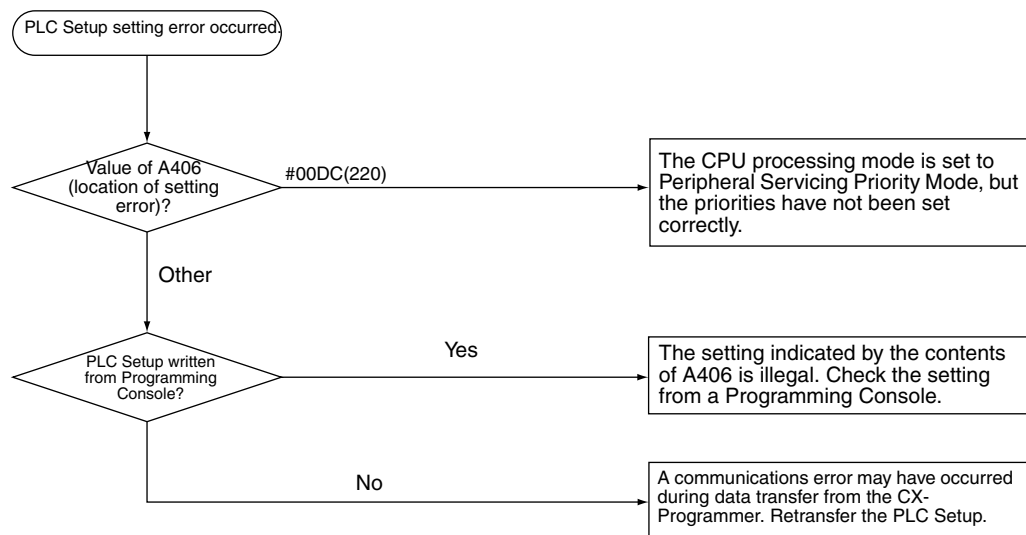 PLC Setup setting error occurred.
Value of A406
(location of setting
error)?
#00DC(220)
The CPU processing mode is set to
Peripheral Servicing Priority Mode, but
the priorities have not been set
correctly.
Other
PLC Setup written
from Programming
Console?
Yes
The setting indicated by the contents
of A406 is illegal. Check the setting
from a Programming Console.
No
A communications error may have occurred
during data transfer from the CX-
Programmer. Retransfer the PLC Setup.